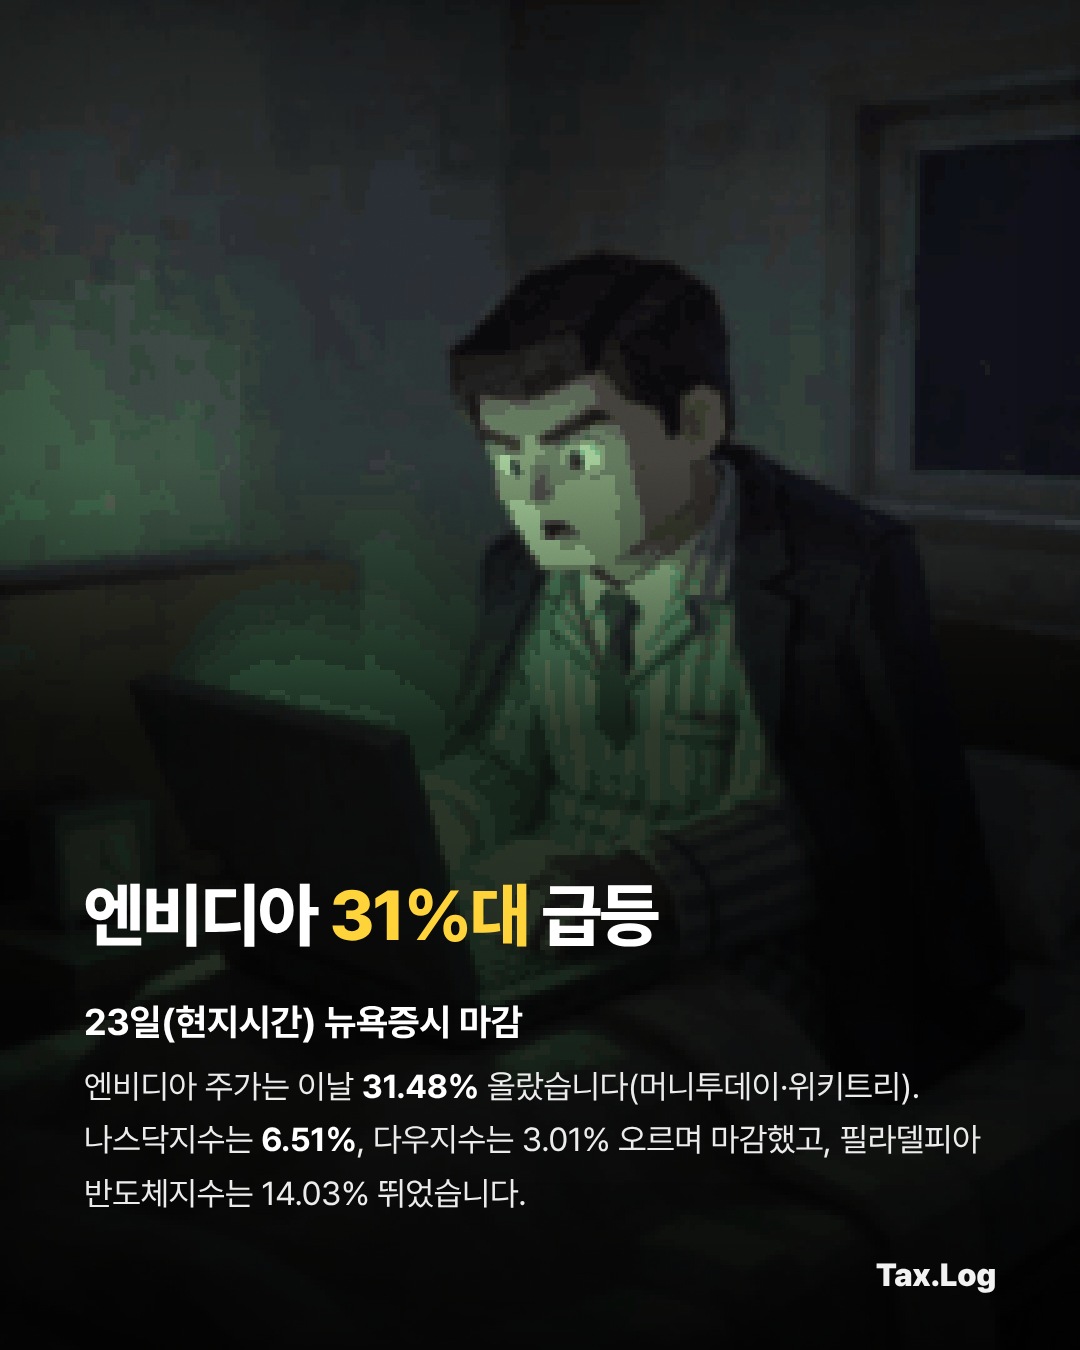 엔비디아 31%대 급등
23일(현지시간) 뉴욕증시 마감
엔비디아 주가는 이날 31.48% 올랐습니다(머니투데이·위키트리).
나스닥지수는 6.51%, 다우지수는 3.01% 오르며 마감했고, 필라델피아
반도체지수는 14.03% 뛰었습니다.
Tax.Log